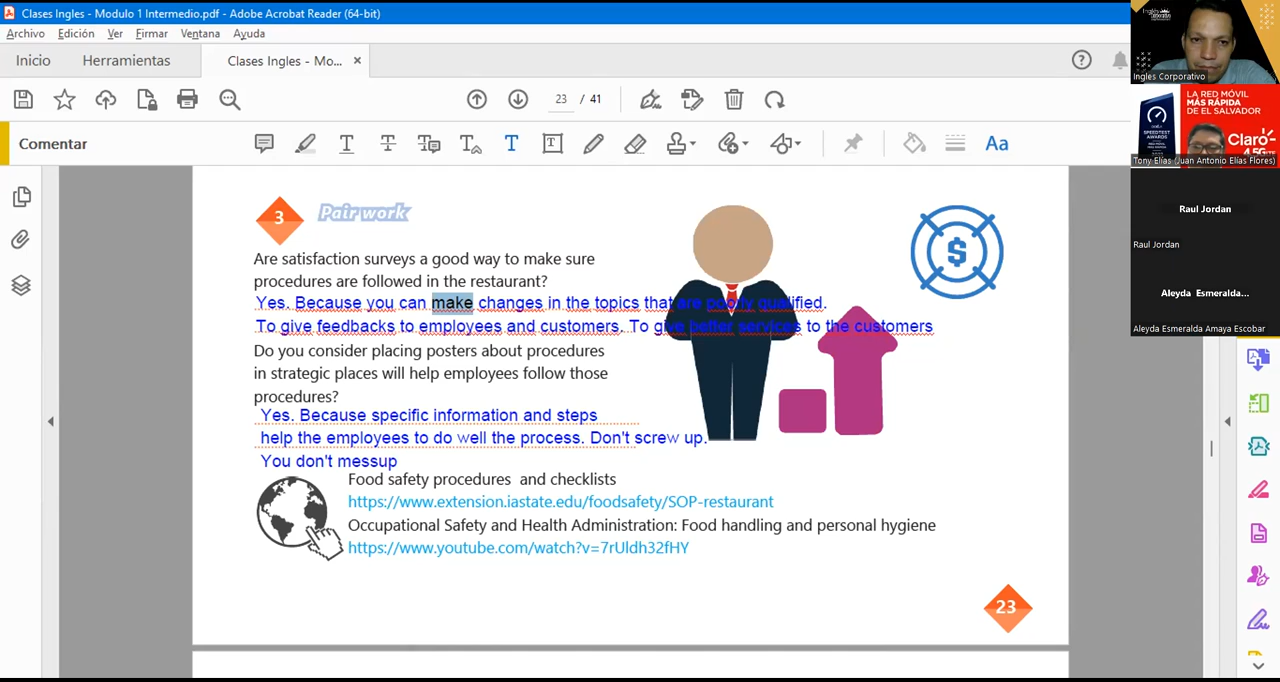 Clases Ingles - Modulo 1 Intermedio.pdf - Adobe Acrobat Reader (64-bit)
Archivo Edición Ver Firmar Ventana Ayuda
Inicio Herramientas Clases Ingles - Mo... ×
23 / 41
Comentar
Aa
3 Pair work
Are satisfaction surveys a good way to make sure
procedures are followed in the restaurant?
Yes. Because you can make changes in the topics that are poorly qualified.
To give feedbacks to employees and customers. To give better services to the customers
Do you consider placing posters about procedures
in strategic places will help employees follow those
procedures?
Yes. Because specific information and steps
help the employees to do well the process. Don't screw up.
You don't messup
Food safety procedures and checklists
https://www.extension.iastate.edu/foodsafety/SOP-restaurant
Occupational Safety and Health Administration: Food handling and personal hygiene
https://www.youtube.com/watch?v=7rUldh32fHY
23
$
Ingles Corporativo
LA RED MÓVIL
MÁS RÁPIDA
DE EL SALVADOR
SPEEDTEST
AWARDS
Claro
4.5G
Tony Elías (Juan Antonio Elías Flores)
Raul Jordan
Raul Jordan
Aleyda Esmeralda...
Aleyda Esmeralda Amaya Escobar